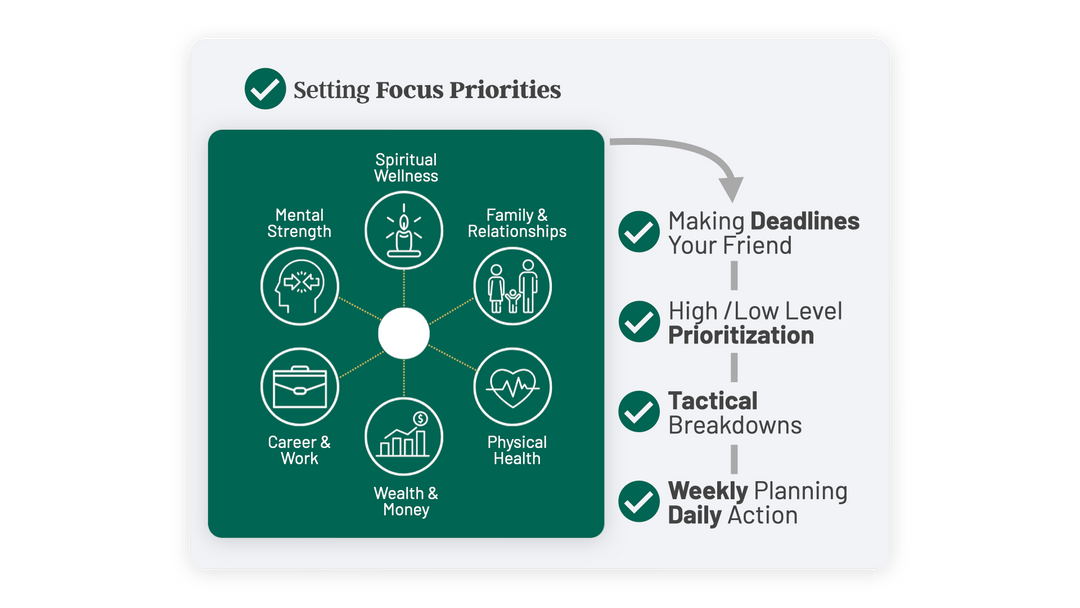 Setting Focus Priorities
Spiritual
Wellness
Mental
Strength
Family &
Relationships
Career &
Work
Physical
Health
$
Wealth &
Money
Making Deadlines
Your Friend
High /Low Level
Prioritization
Tactical
Breakdowns
Weekly Planning
Daily Action